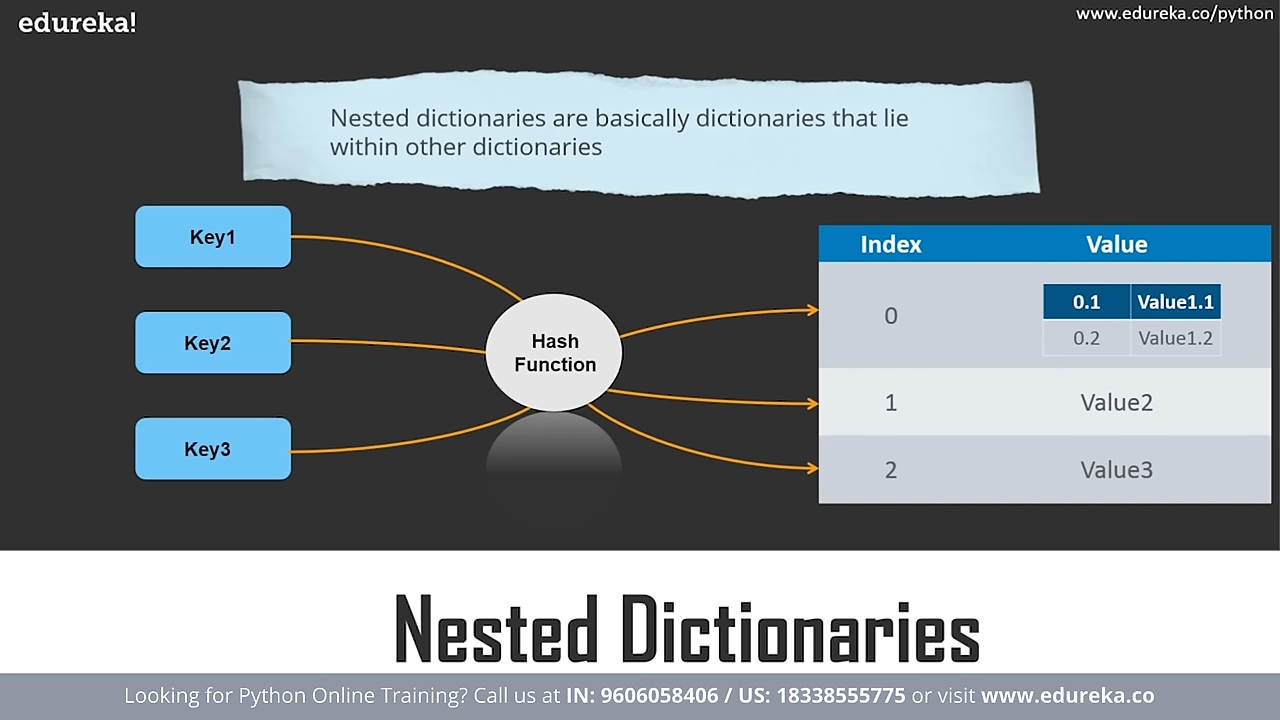 edureka!
www.edureka.co/python
Nested dictionaries are basically dictionaries that lie
within other dictionaries
Key1
Key2
Key3
Hash
Function
Index Value
0
0.1 Value1.1
0.2 Value1.2
1 Value2
2 Value3
Nested Dictionaries
Looking for Python Online Training? Call us at IN: 9606058406 / US: 18338555775 or visit www.edureka.co